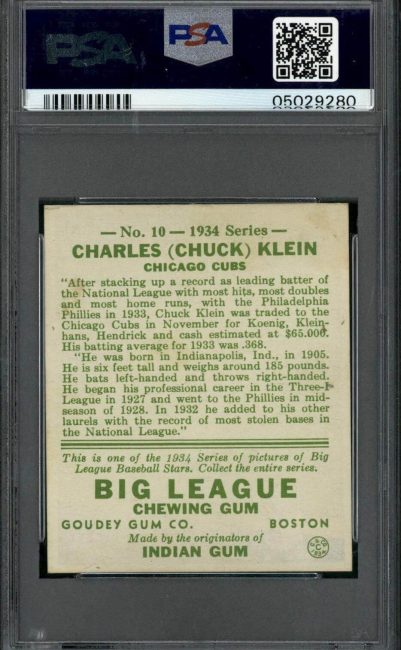 PSA
PSA
05029280
— No. 10 — 1934 Series —
CHARLES (CHUCK) KLEIN
CHICAGO CUBS
"After stacking up a record as leading batter of
the National League with most hits, most doubles
and most home runs, with the Philadelphia
Phillies in 1933, Chuck Klein was traded to the
Chicago Cubs in November for Koenig, Klein-
hans, Hendrick and cash estimated at $65.000.
His batting average for 1933 was .368.
"He was born in Indianapolis, Ind., in 1905.
He is six feet tall and weighs around 185 pounds.
He bats left-handed and throws right-handed.
He began his professional career in the Three-I
League in 1927 and went to the Phillies in mid-
season of 1928. In 1932 he added to his other
laurels with the record of most stolen bases in
the National League."
This is one of the 1934 Series of pictures of Big
League Baseball Stars. Collect the entire series.
BIG LEAGUE
CHEWING GUM
GOUDEY GUM CO. BOSTON
Made by the originators of
INDIAN GUM